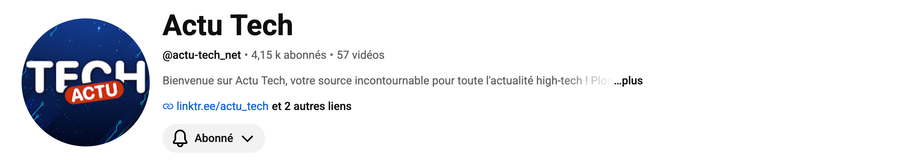 Actu Tech
TECH
ACTU
@actu-tech_net • 4,15 k abonnés • 57 vidéos
Bienvenue sur Actu Tech, votre source incontournable pour toute l'actualité high-tech ! ...plus
linktr.ee/actu_tech et 2 autres liens
Abonné